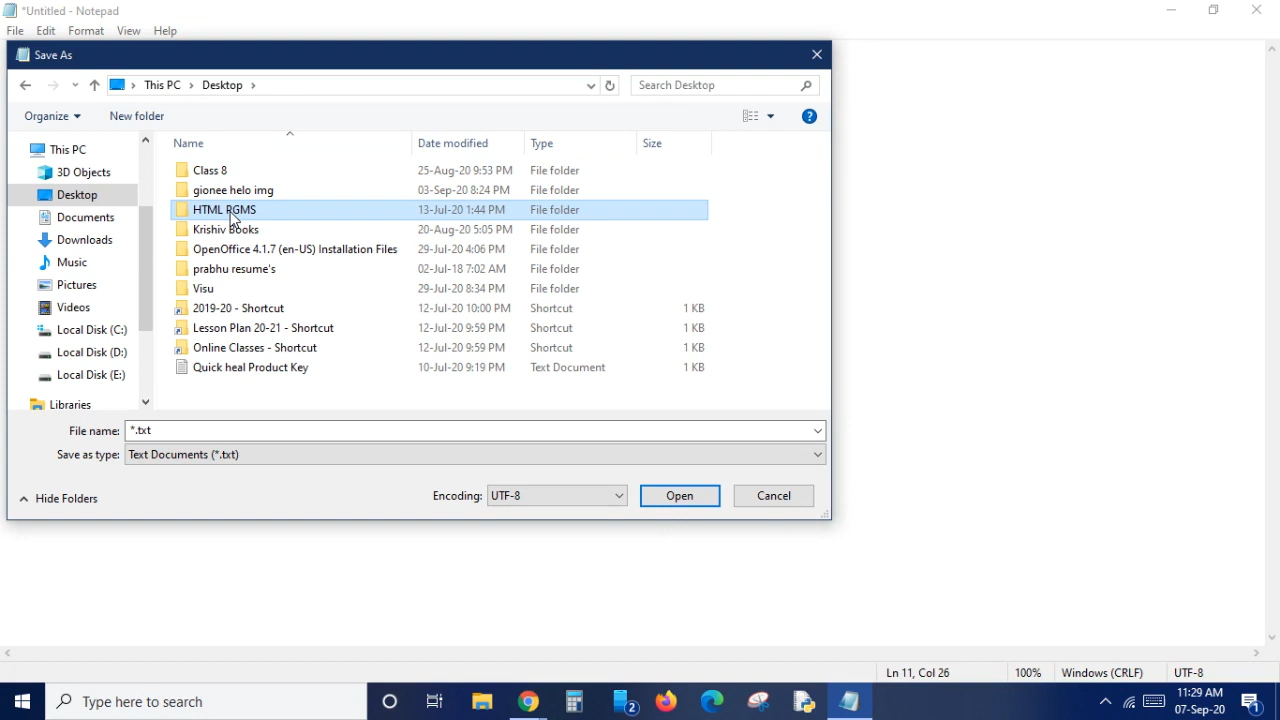 *Untitled - Notepad
File Edit Format View Help
Save As
This PC Desktop Search Desktop
Organize New folder
Name Date modified Type Size
This PC
3D Objects
Desktop
Documents
Downloads
Music
Pictures
Videos
Local Disk (C:)
Local Disk (D:)
Local Disk (E:)
Libraries
Class 8 25-Aug-20 9:53 PM File folder
gionee helo img 03-Sep-20 8:24 PM File folder
HTML PGMS 13-Jul-20 1:44 PM File folder
Krishiv Books 20-Aug-20 5:05 PM File folder
OpenOffice 4.1.7 (en-US) Installation Files 29-Jul-20 4:06 PM File folder
prabhu resume's 02-Jul-18 7:02 AM File folder
Visu 29-Jul-20 8:34 PM File folder
2019-20 - Shortcut 12-Jul-20 10:00 PM Shortcut 1 KB
Lesson Plan 20-21 - Shortcut 12-Jul-20 9:59 PM Shortcut 1 KB
Online Classes - Shortcut 12-Jul-20 9:59 PM Shortcut 1 KB
Quick heal Product Key 10-Jul-20 9:19 PM Text Document 1 KB
File name: *.txt
Save as type: Text Documents (*.txt)
Hide Folders Encoding: UTF-8 Open Cancel
Ln 11, Col 26 100% Windows (CRLF) UTF-8
Type here to search 2 11:29 AM
07-Sep-20 1